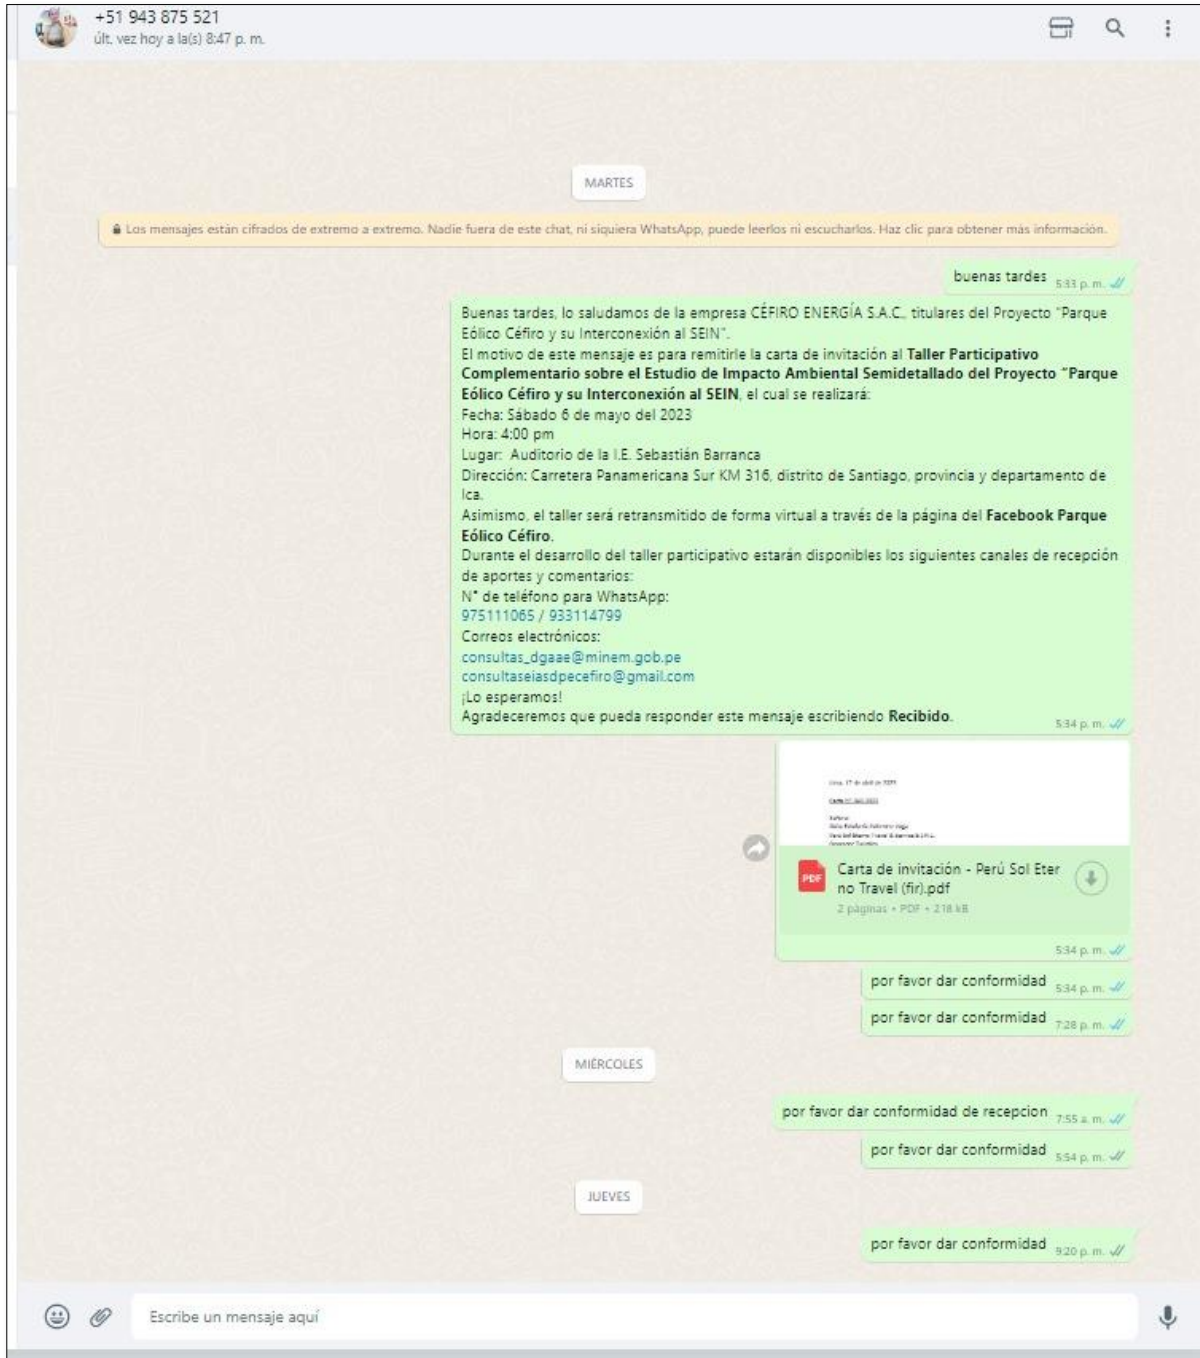 +51 943 875 521
últ. vez hoy a la(s) 8:47 p. m.
MARTES
Los mensajes están cifrados de extremo a extremo. Nadie fuera de este chat, ni siquiera WhatsApp, puede leerlos ni escucharlos. Haz clic para obtener más información.
buenas tardes 5:33 p. m.
Buenas tardes, lo saludamos de la empresa CÉFIRO ENERGÍA S.A.C., titulares del Proyecto "Parque
Eólico Céfiro y su Interconexión al SEIN".
El motivo de este mensaje es para remitirle la carta de invitación al Taller Participativo
Complementario sobre el Estudio de Impacto Ambiental Semidetallado del Proyecto "Parque
Eólico Céfiro y su Interconexión al SEIN, el cual se realizará:
Fecha: Sábado 6 de mayo del 2023
Hora: 4:00 pm
Lugar: Auditorio de la I.E. Sebastián Barranca
Dirección: Carretera Panamericana Sur KM 316, distrito de Santiago, provincia y departamento de
Ica.
Asimismo, el taller será retransmitido de forma virtual a través de la página del Facebook Parque
Eólico Céfiro.
Durante el desarrollo del taller participativo estarán disponibles los siguientes canales de recepción
de aportes y comentarios:
N° de teléfono para WhatsApp:
975111065 / 933114799
Correos electrónicos:
consultas_dgaae@minem.gob.pe
consultaseiasdpecefiro@gmail.com
¡Lo esperamos!
Agradeceremos que pueda responder este mensaje escribiendo Recibido. 5:34 p. m.
PDF
Carta de invitación - Perú Sol Eter
no Travel (fir).pdf
2 páginas • PDF • 218 kB
5:34 p. m.
por favor dar conformidad 5:34 p. m.
por favor dar conformidad 7:28 p. m.
MIÉRCOLES
por favor dar conformidad de recepcion 7:55 a. m.
por favor dar conformidad 5:54 p. m.
JUEVES
por favor dar conformidad 9:20 p. m.
Escribe un mensaje aquí